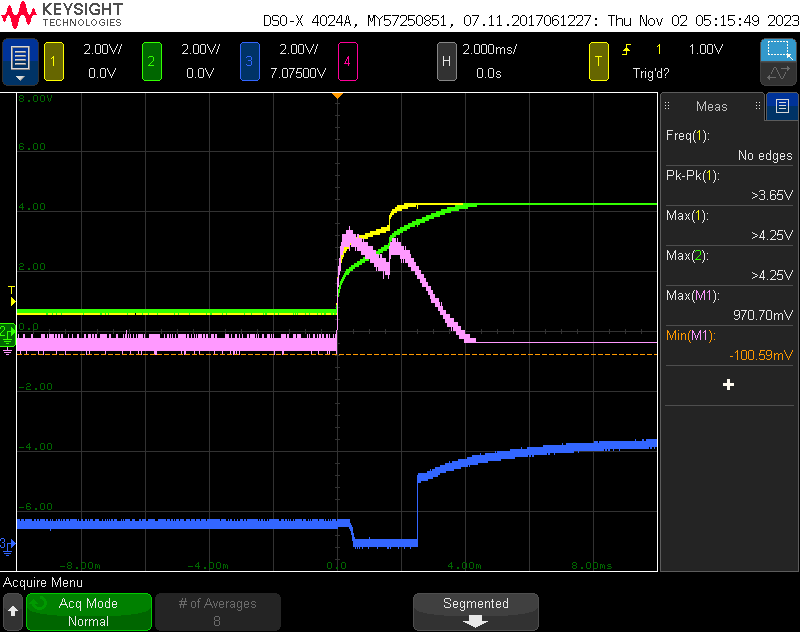 KEYSIGHT
TECHNOLOGIES
DSO-X 4024A, MY57250851, 07.11.2017061227: Thu Nov 02 05:15:49 2023
1 2.00V/ 0.0V
2 2.00V/ 0.0V
3 2.00V/ 7.07500V
4
H 2.000ms/ 0.0s
T 1 1.00V
Trig'd?
8.00V
6.00
4.00
2.00
T
2 0.0
-2.00
-4.00
-6.00
3
-8.00m -4.00m 0.0 4.00m 8.00ms
Meas
Freq(1):
No edges
Pk-Pk(1):
>3.65V
Max(1):
>4.25V
Max(2):
>4.25V
Max(M1):
970.70mV
Min(M1):
-100.59mV
Acquire Menu
Acq Mode
Normal
# of Averages
8
Segmented